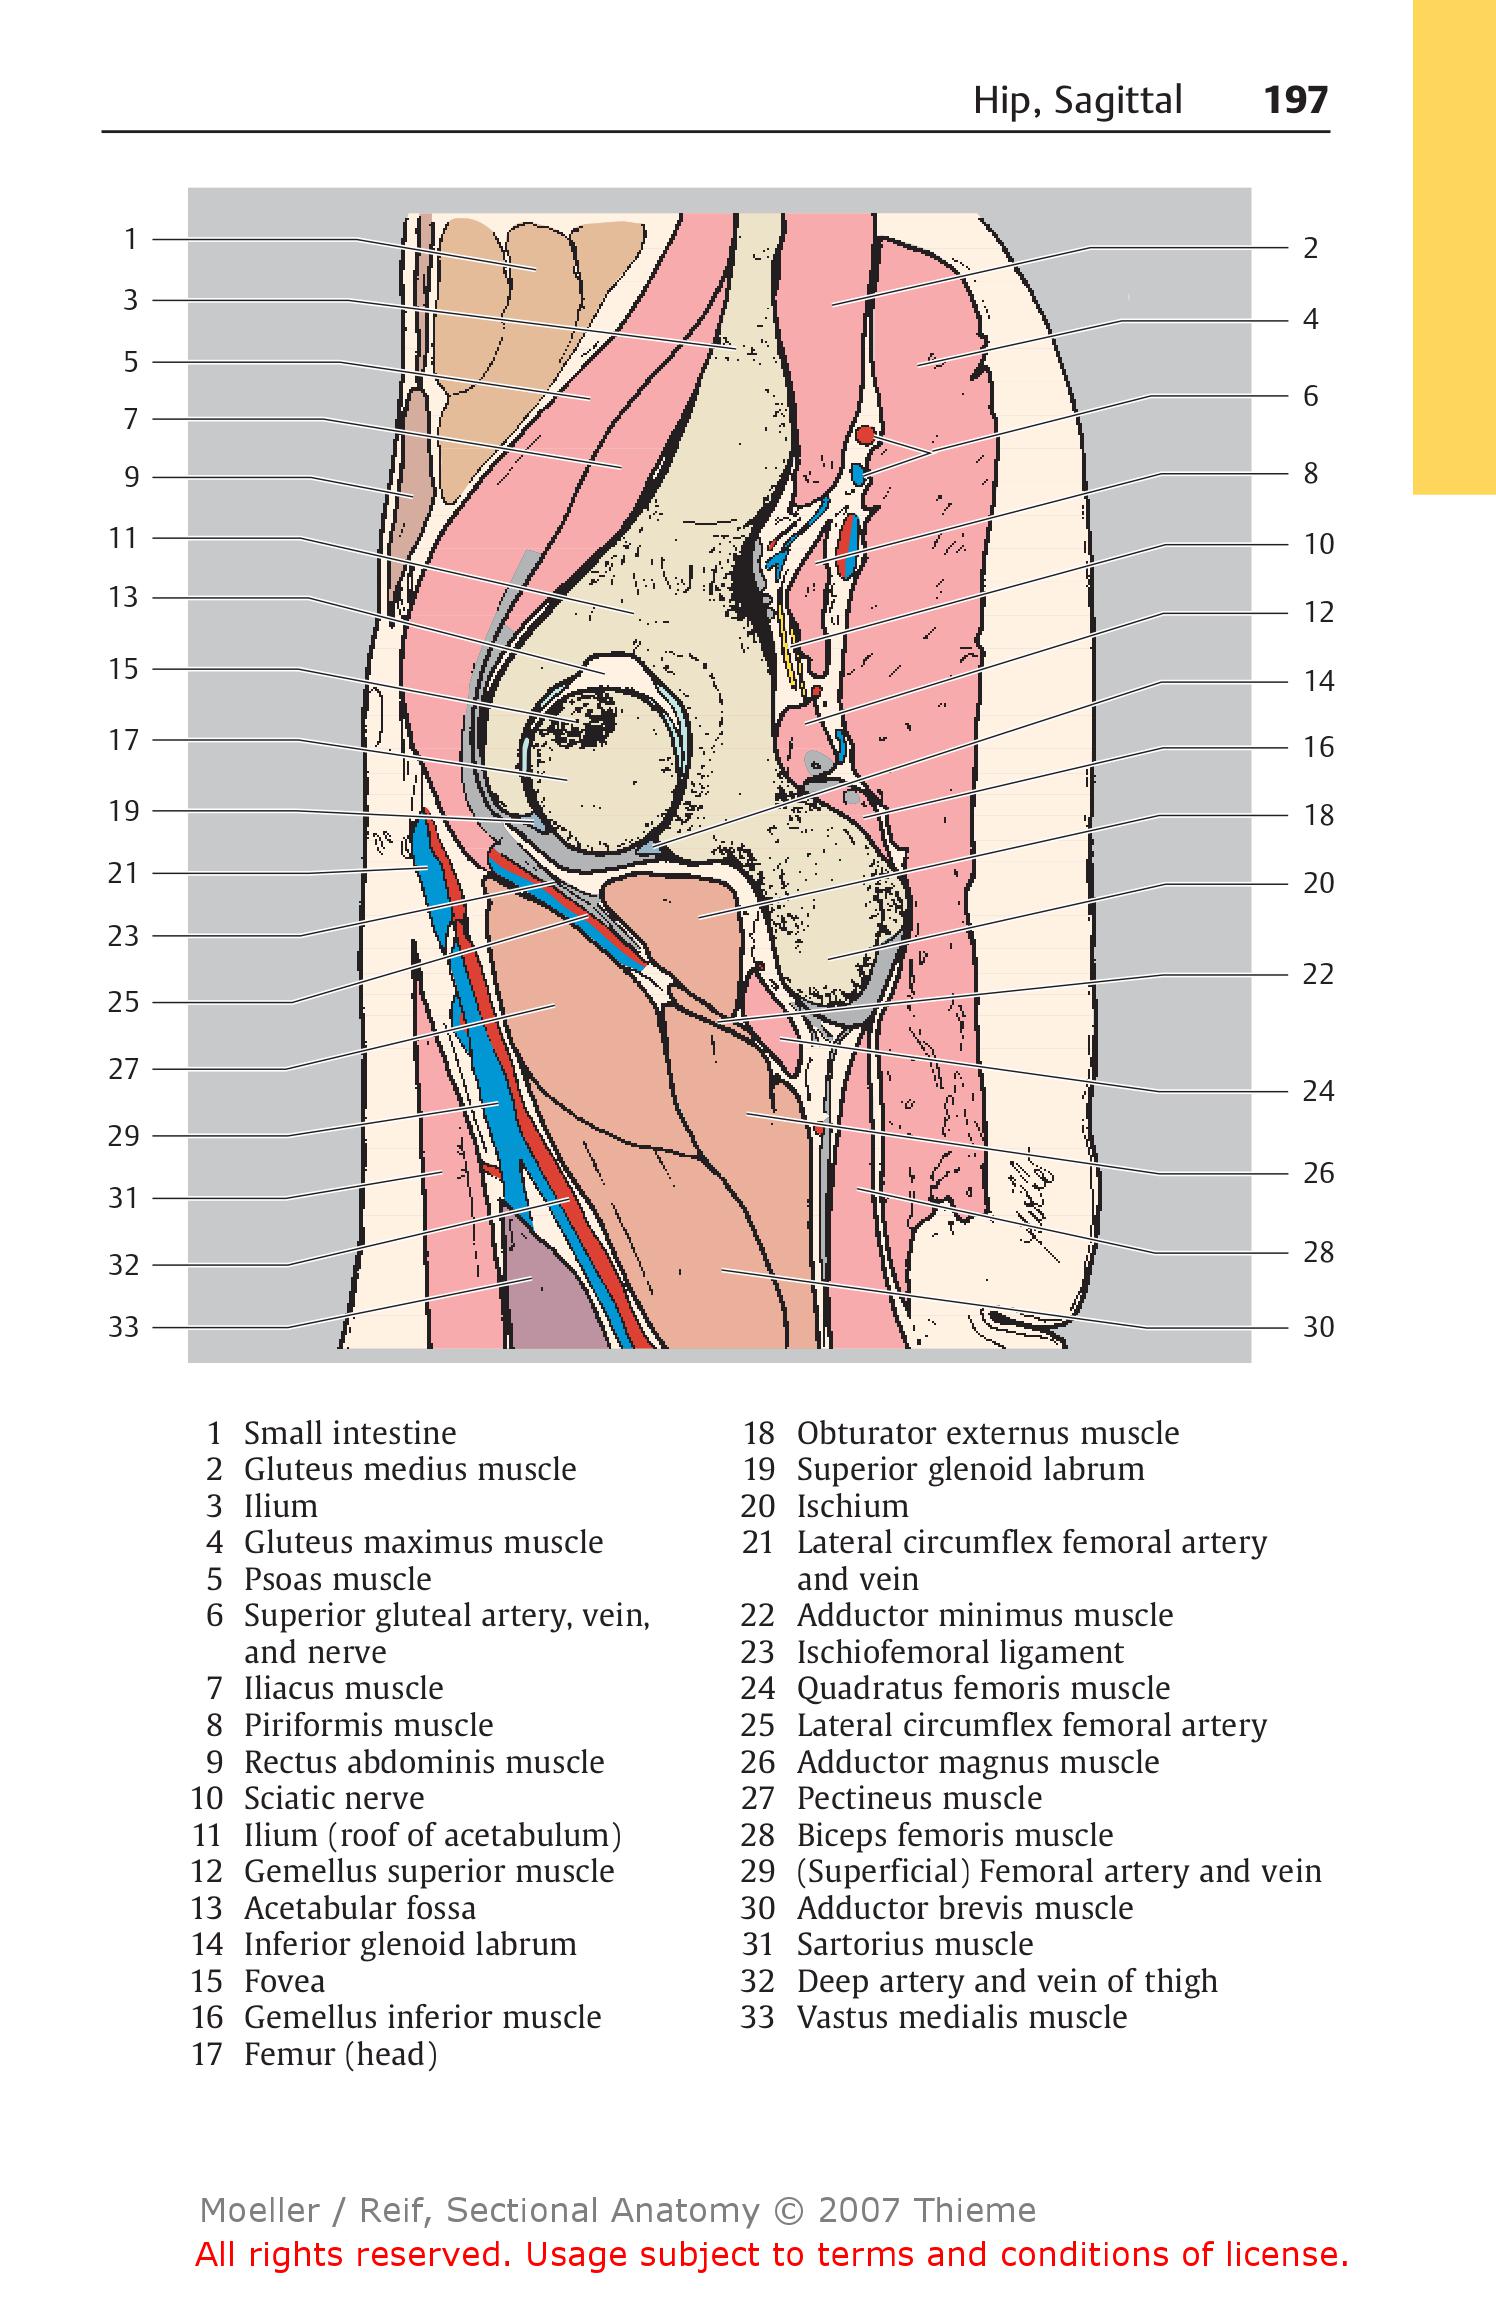 Hip, Sagittal 197
1
2
3
4
5
6
7
8
9
10
11
12
13
14
15
16
17
18
19
20
21
22
23
24
25
26
27
28
29
30
31
32
33
1 Small intestine
2 Gluteus medius muscle
3 Ilium
4 Gluteus maximus muscle
5 Psoas muscle
6 Superior gluteal artery, vein,
and nerve
7 Iliacus muscle
8 Piriformis muscle
9 Rectus abdominis muscle
10 Sciatic nerve
11 Ilium (roof of acetabulum)
12 Gemellus superior muscle
13 Acetabular fossa
14 Inferior glenoid labrum
15 Fovea
16 Gemellus inferior muscle
17 Femur (head)
18 Obturator externus muscle
19 Superior glenoid labrum
20 Ischium
21 Lateral circumflex femoral artery
and vein
22 Adductor minimus muscle
23 Ischiofemoral ligament
24 Quadratus femoris muscle
25 Lateral circumflex femoral artery
26 Adductor magnus muscle
27 Pectineus muscle
28 Biceps femoris muscle
29 (Superficial) Femoral artery and vein
30 Adductor brevis muscle
31 Sartorius muscle
32 Deep artery and vein of thigh
33 Vastus medialis muscle
Moeller / Reif, Sectional Anatomy © 2007 Thieme
All rights reserved. Usage subject to terms and conditions of license.